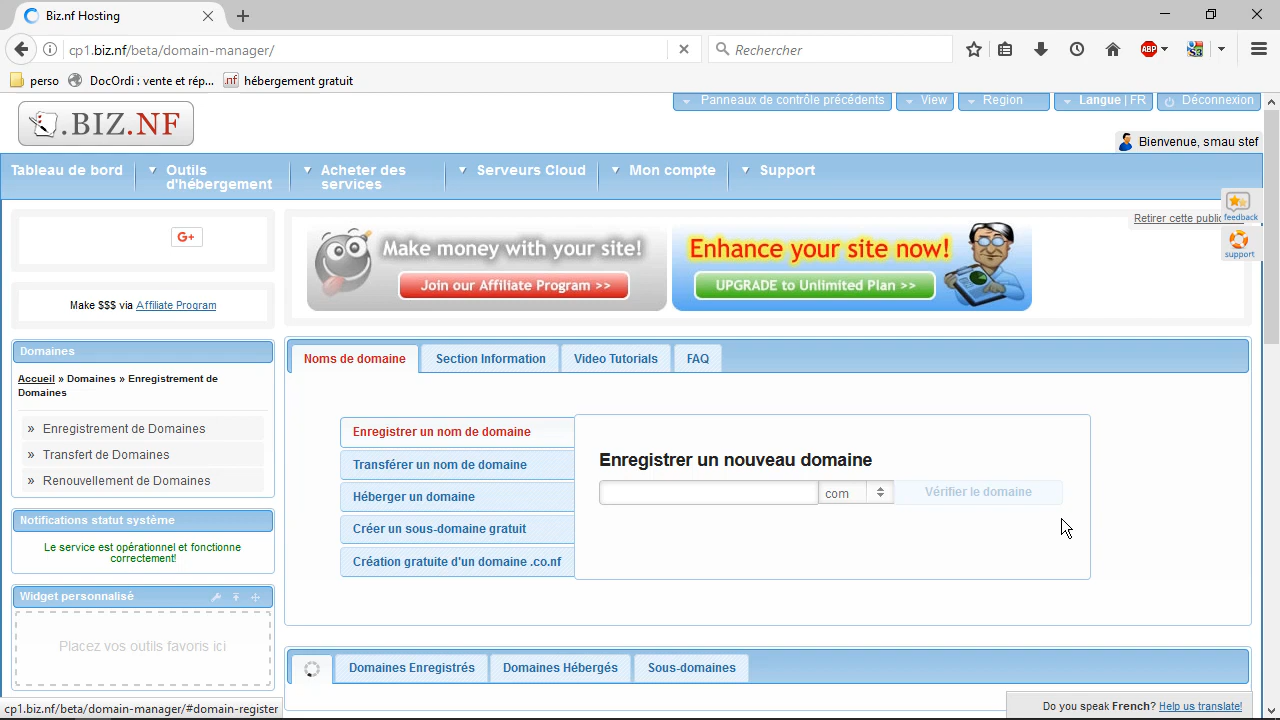 Biz.nf Hosting
cp1.biz.nf/beta/domain-manager/
Rechercher
ABP
perso
DocOrdi : vente et rép...
.nf hébergement gratuit
.BIZ.NF
Panneaux de contrôle précédents
View
Region
Langue | FR
Déconnexion
Bienvenue, smau stef
Tableau de bord
Outils d'hébergement
Acheter des services
Serveurs Cloud
Mon compte
Support
G+
Make $$$ via Affiliate Program
Make money with your site!
Join our Affiliate Program >>
Enhance your site now!
UPGRADE to Unlimited Plan >>
Retirer cette public
feedback
support
Domaines
Accueil » Domaines » Enregistrement de
Domaines
» Enregistrement de Domaines
» Transfert de Domaines
» Renouvellement de Domaines
Notifications statut système
Le service est opérationnel et fonctionne
correctement!
Widget personnalisé
Placez vos outils favoris ici
Noms de domaine
Section Information
Video Tutorials
FAQ
Enregistrer un nom de domaine
Transférer un nom de domaine
Héberger un domaine
Créer un sous-domaine gratuit
Création gratuite d'un domaine .co.nf
Enregistrer un nouveau domaine
com
Vérifier le domaine
Domaines Enregistrés
Domaines Hébergés
Sous-domaines
cp1.biz.nf/beta/domain-manager/#domain-register
Do you speak French? Help us translate!